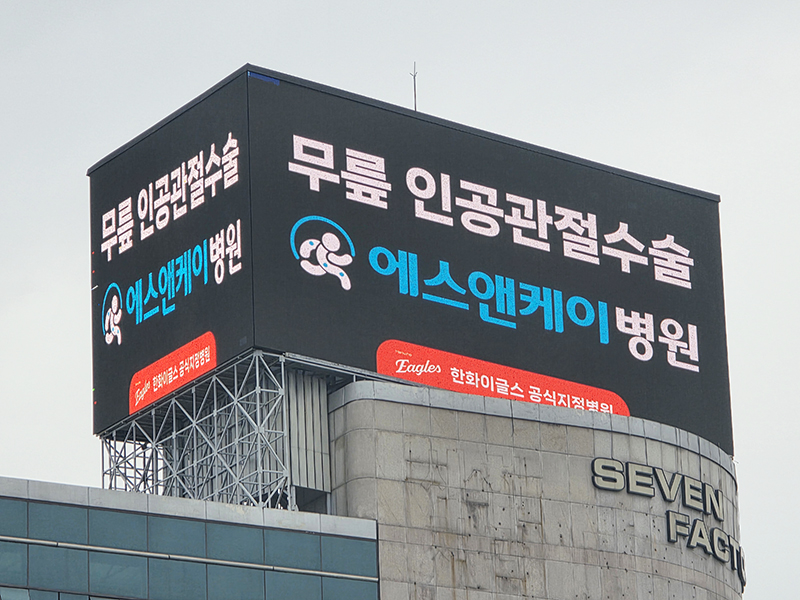 무릎 인공관절수술
에스앤케이병원
Eagles 한화이글스 공식지정병원
무릎 인공관절수술
에스앤케이병원
Eagles 한화이글스 공식지정병원
SEVEN